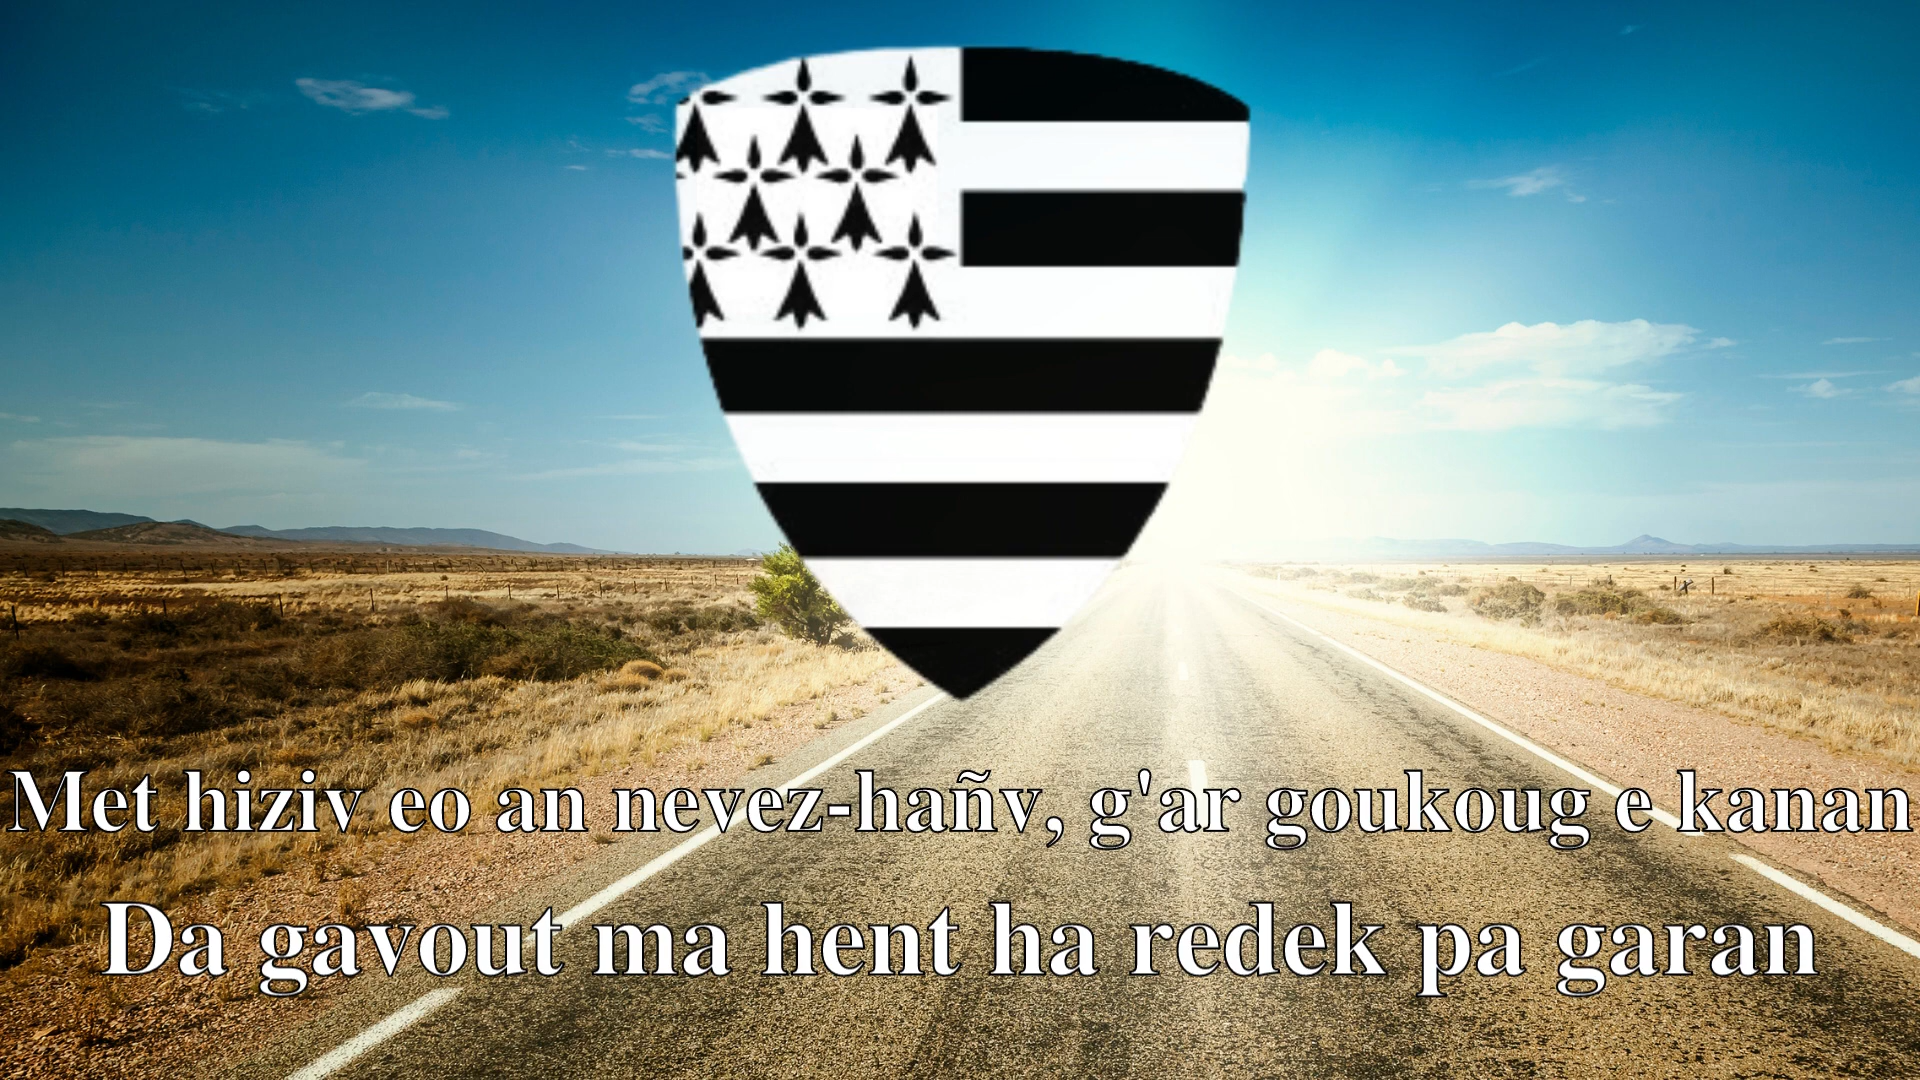 Met hiziv eo an nevez-hañv, g'ar goukoug e kanan
Da gavout ma hent ha redek pa garan